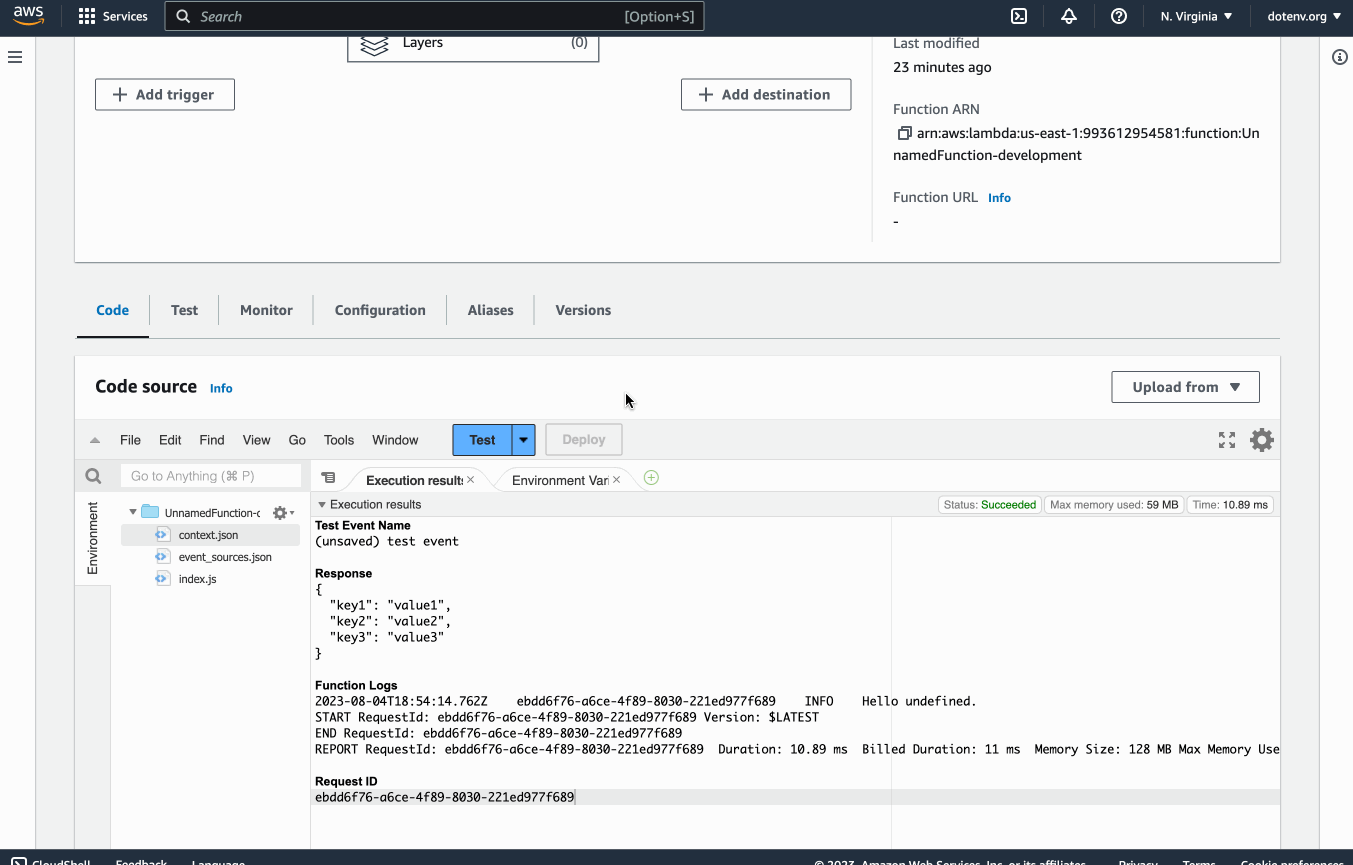 aws
Services
Search
[Option+S]
N. Virginia
dotenv.org
Layers
(0)
Last modified
23 minutes ago
Add trigger
Add destination
Function ARN
arn:aws:lambda:us-east-1:993612954581:function:Un
namedFunction-development
Function URL Info
-
Code
Test
Monitor
Configuration
Aliases
Versions
Code source Info
Upload from
File Edit Find View Go Tools Window
Test
Deploy
Go to Anything (⌘ P)
Execution results
Environment Vari
Environment
UnnamedFunction-c
context.json
event_sources.json
index.js
Execution results
Status: Succeeded
Max memory used: 59 MB
Time: 10.89 ms
Test Event Name
(unsaved) test event
Response
{
"key1": "value1",
"key2": "value2",
"key3": "value3"
}
Function Logs
2023-08-04T18:54:14.762Z ebdd6f76-a6ce-4f89-8030-221ed977f689 INFO Hello undefined.
START RequestId: ebdd6f76-a6ce-4f89-8030-221ed977f689 Version: $LATEST
END RequestId: ebdd6f76-a6ce-4f89-8030-221ed977f689
REPORT RequestId: ebdd6f76-a6ce-4f89-8030-221ed977f689 Duration: 10.89 ms Billed Duration: 11 ms Memory Size: 128 MB Max Memory Use
Request ID
ebdd6f76-a6ce-4f89-8030-221ed977f689
CloudShell
Feedback
Language
© 2023, Amazon Web Services, Inc. or its affiliates.
Privacy
Terms
Cookie preferences